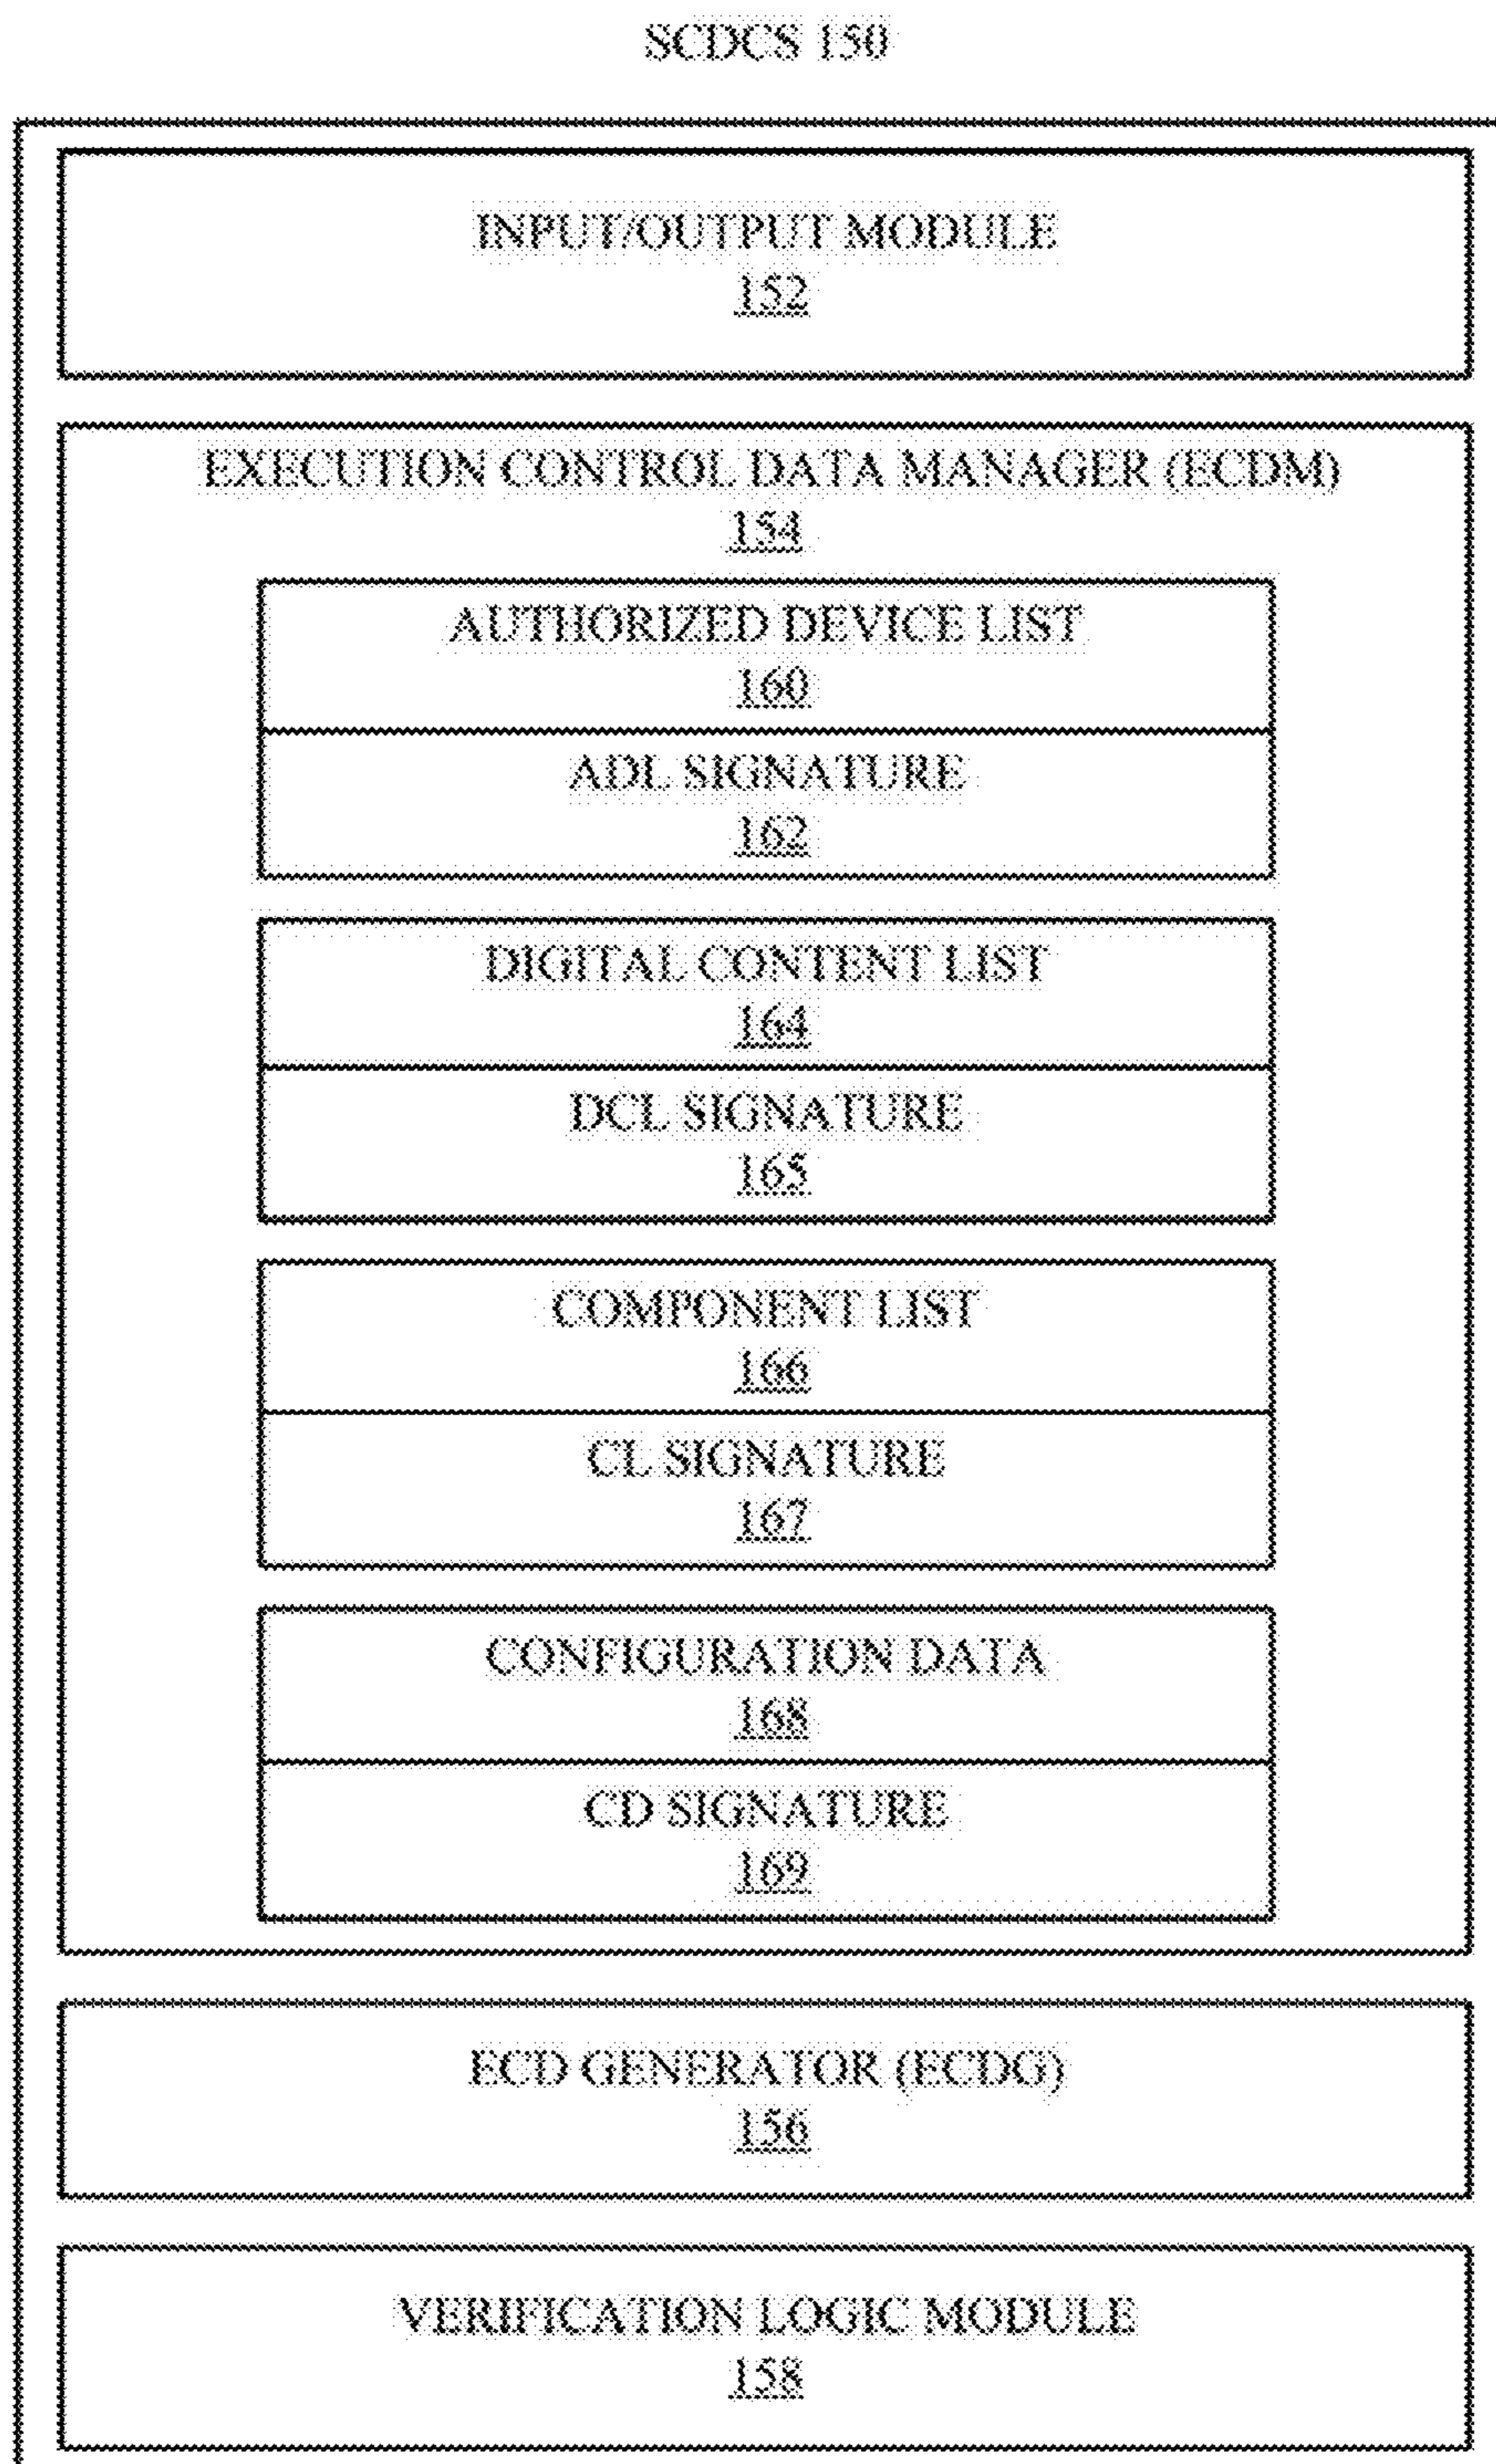 SCDCS 150
INPUT/OUTPUT MODULE
152
EXECUTION CONTROL DATA MANAGER (ECDM)
154
AUTHORIZED DEVICE LIST
160
ADL SIGNATURE
162
DIGITAL CONTENT LIST
164
DCL SIGNATURE
165
COMPONENT LIST
166
CL SIGNATURE
167
CONFIGURATION DATA
168
CD SIGNATURE
169
ECD GENERATOR (ECDG)
156
VERIFICATION LOGIC MODULE
158